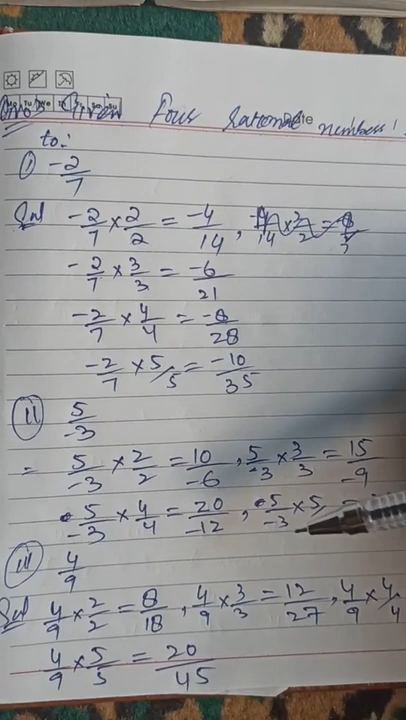 Given Four rational numbers
to:
(i) -2/7
Sol -2/7 × 2/2 = -4/14,
-2/7 × 3/3 = -6/21
-2/7 × 4/4 = -8/28
-2/7 × 5/5 = -10/35
(ii) 5/-3
= 5/-3 × 2/2 = 10/-6, 5/-3 × 3/3 = 15/-9
5/-3 × 4/4 = 20/-12, 5/-3 × 5
(iii) 4/9
Sol 4/9 × 2/2 = 8/18, 4/9 × 3/3 = 12/27, 4/9 × 4/4
4/9 × 5/5 = 20/45